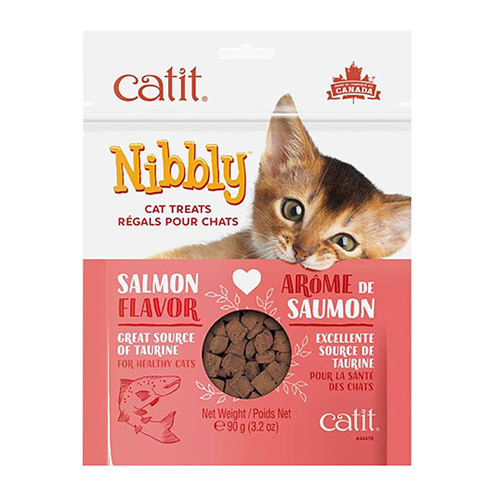 catit®
CANADA
Nibbly™
CAT TREATS
RÉGALS POUR CHATS
SALMON
FLAVOR
GREAT SOURCE
OF TAURINE
FOR HEALTHY CATS
ARÔME DE
SAUMON
EXCELLENTE
SOURCE DE
TAURINE
POUR LA SANTÉ
DES CHATS
Net Weight/Poids Net
℮ 90 g (3.2 oz)
catit®